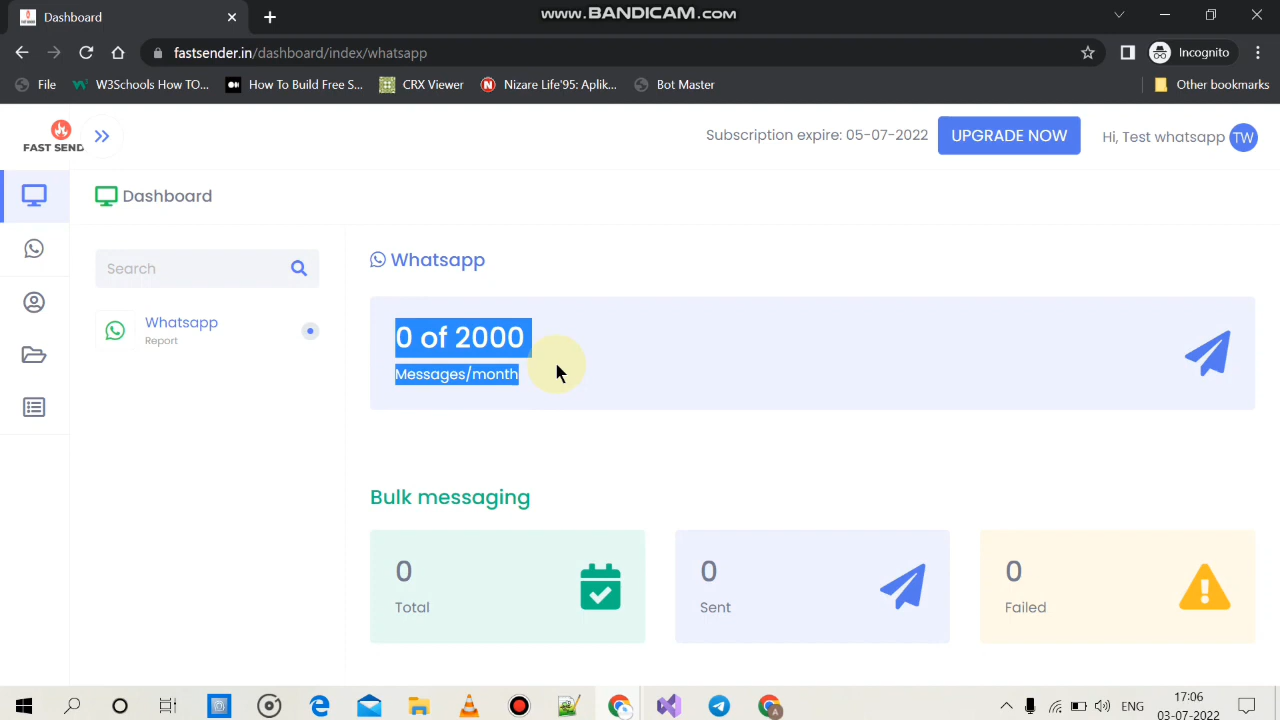 Dashboard
www.BANDICAM.com
fastsender.in/dashboard/index/whatsapp
Incognito
File
W3Schools How TO...
How To Build Free S...
CRX Viewer
Nizare Life'95: Aplik...
Bot Master
Other bookmarks
FAST SEND
Subscription expire: 05-07-2022
UPGRADE NOW
Hi, Test whatsapp
TW
Dashboard
Search
Whatsapp
Report
Whatsapp
0 of 2000
Messages/month
Bulk messaging
0
Total
0
Sent
0
Failed
ENG
17:06
03-07-2022